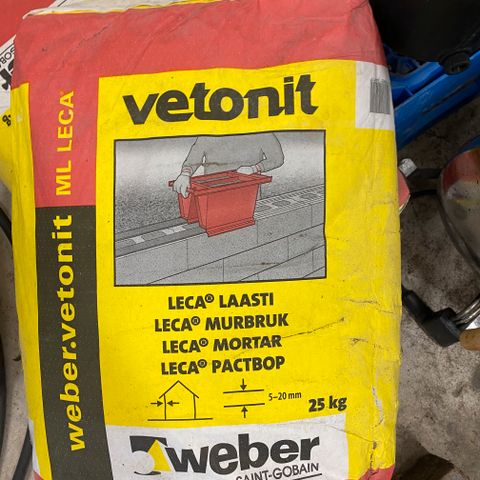 vetonit
weber.vetonit ML LECA®
LECA® LAASTI
LECA® MURBRUK
LECA® MORTAR
LECA® РАСТВОР
5–20 mm
25 kg
weber
SAINT-GOBAIN